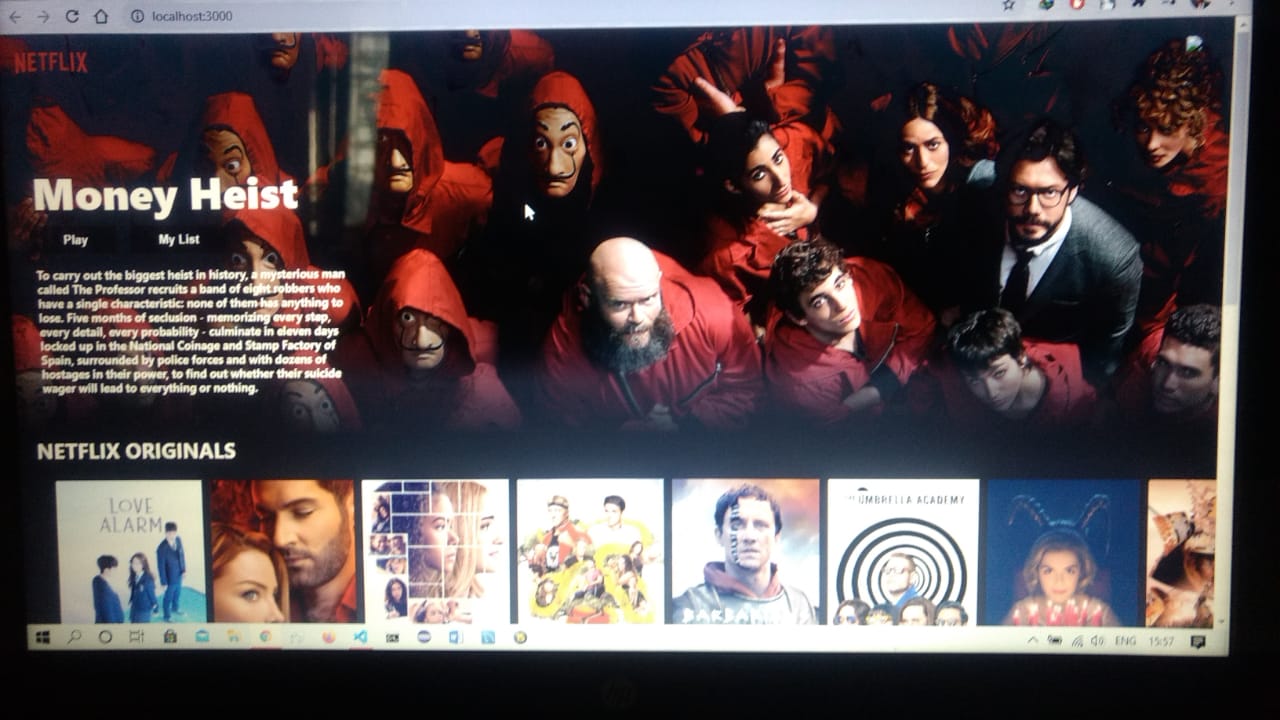 localhost:3000
NETFLIX
Money Heist
Play
My List
To carry out the biggest heist in history, a mysterious man
called The Professor recruits a band of eight robbers who
have a single characteristic: none of them has anything to
lose. Five months of seclusion - memorizing every step,
every detail, every probability - culminate in eleven days
locked up in the National Coinage and Stamp Factory of
Spain, surrounded by police forces and with dozens of
hostages in their power, to find out whether their suicide
wager will lead to everything or nothing.
NETFLIX ORIGINALS
LOVE
ALARM
UMBRELLA ACADEMY
ENG
15:57
hp